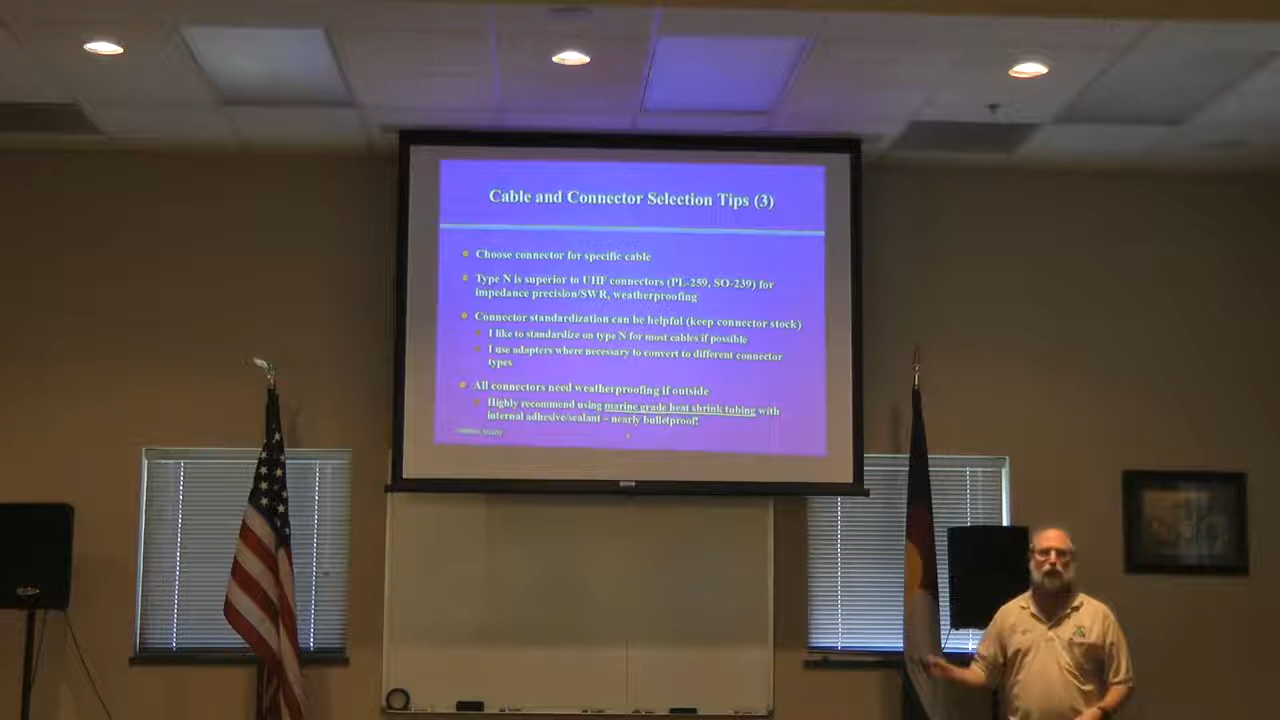 Cable and Connector Selection Tips (3)
Choose connector for specific cable
Type N is superior to UHF connectors (PL-259, SO-239) for
impedance precision/SWR, weatherproofing
Connector standardization can be helpful (keep connector stock)
I like to standardize on type N for most cables if possible
I use adapters where necessary to convert to different connector
types
All connectors need weatherproofing if outside
Highly recommend using marine grade heat shrink tubing with
internal adhesive/sealant – nearly bulletproof!